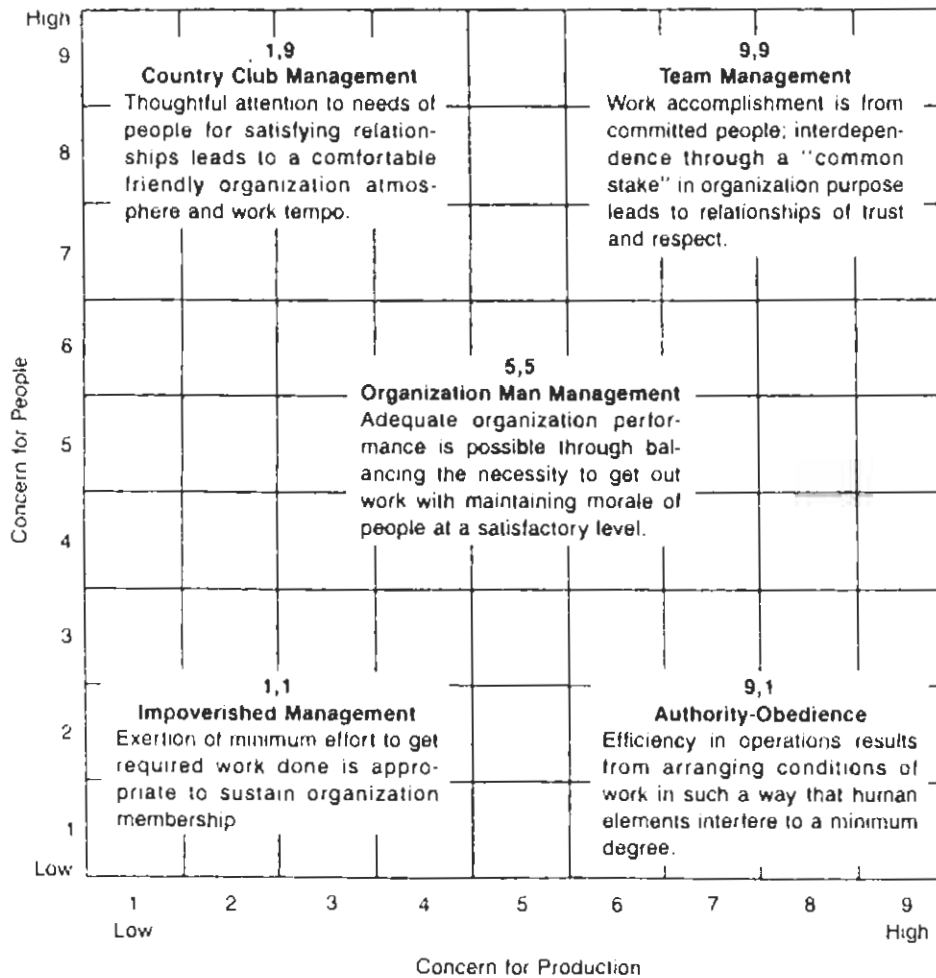 High
9
8
7
6
5
4
3
2
1
Low
Concern for People
1,9
Country Club Management
Thoughtful attention to needs of
people for satisfying relation-
ships leads to a comfortable
friendly organization atmos-
phere and work tempo.
9,9
Team Management
Work accomplishment is from
committed people; interdepen-
dence through a "common
stake" in organization purpose
leads to relationships of trust
and respect.
5,5
Organization Man Management
Adequate organization perfor-
mance is possible through bal-
ancing the necessity to get out
work with maintaining morale of
people at a satisfactory level.
1,1
Impoverished Management
Exertion of minimum effort to get
required work done is appro-
priate to sustain organization
membership
9,1
Authority-Obedience
Efficiency in operations results
from arranging conditions of
work in such a way that human
elements interfere to a minimum
degree.
1 2 3 4 5 6 7 8 9
Low High
Concern for Production